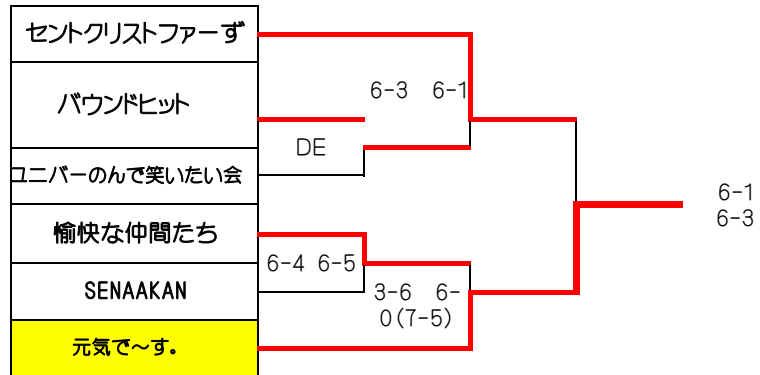 セントクリストファーず
バウンドヒット
ユニバーのんで笑いたい会
愉快な仲間たち
SENAAKAN
元気で～す。
6-3 6-1
DE
6-4 6-5
3-6 6-
0(7-5)
6-1
6-3